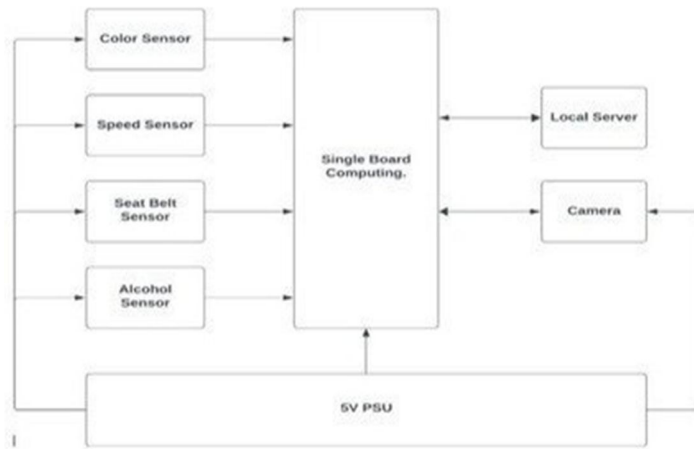 Color Sensor
Speed Sensor
Seat Belt
Sensor
Alcohol
Sensor
Single Board
Computing.
Local Server
Camera
5V PSU